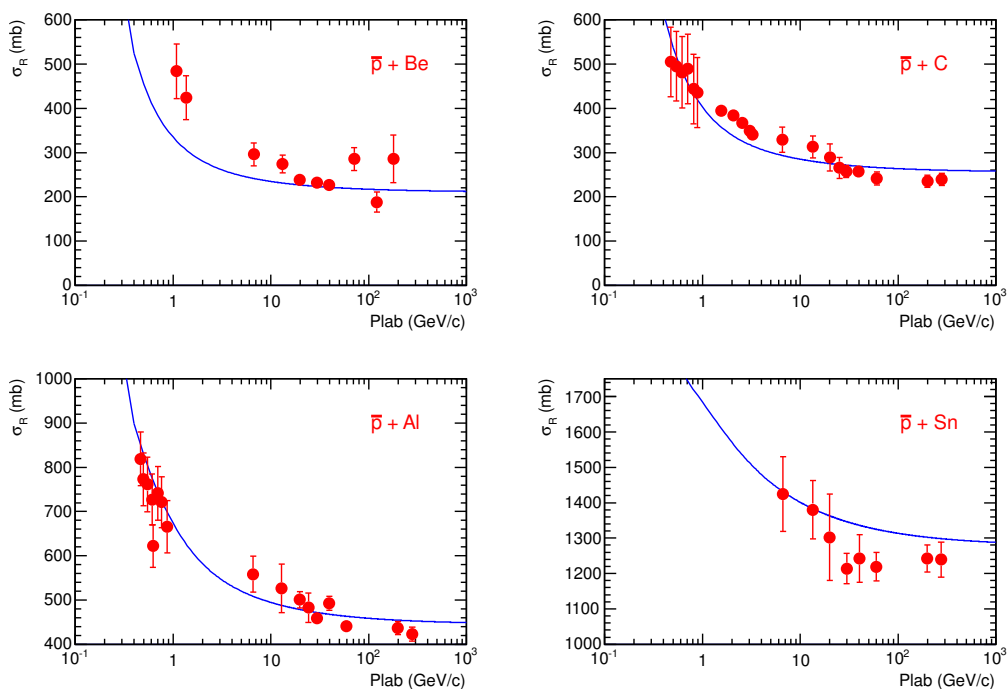 σR (mb)
600
500
400
300
200
100
0
p̅ + Be
10⁻¹ 1 10 10² 10³
Plab (GeV/c)
σR (mb)
600
500
400
300
200
100
0
p̅ + C
10⁻¹ 1 10 10² 10³
Plab (GeV/c)
σR (mb)
1000
900
800
700
600
500
400
p̅ + Al
10⁻¹ 1 10 10² 10³
Plab (GeV/c)
σR (mb)
1700
1600
1500
1400
1300
1200
1100
1000
p̅ + Sn
10⁻¹ 1 10 10² 10³
Plab (GeV/c)